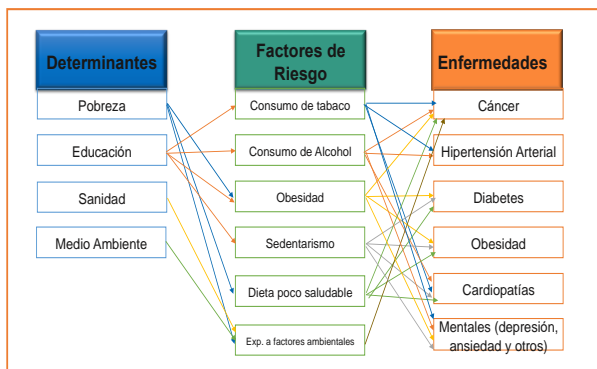 Determinantes
Pobreza
Educación
Sanidad
Medio Ambiente
Factores de
Riesgo
Consumo de tabaco
Consumo de Alcohol
Obesidad
Sedentarismo
Dieta poco saludable
Exp. a factores ambientales
Enfermedades
Cáncer
Hipertensión Arterial
Diabetes
Obesidad
Cardiopatías
Mentales (depresión,
ansiedad y otros)